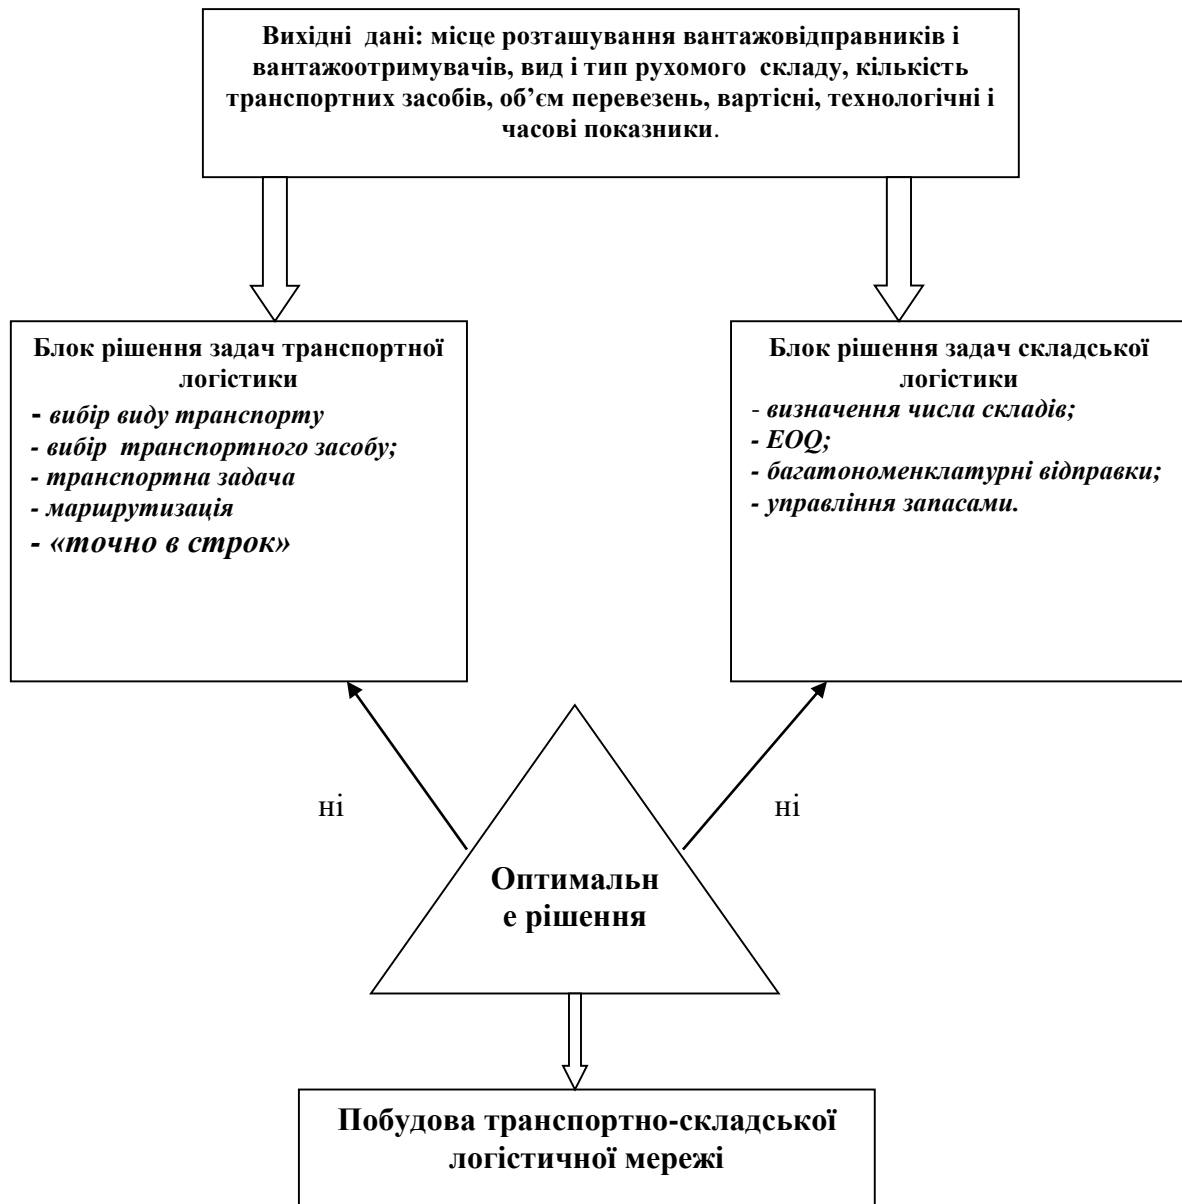 Вихідні дані: місце розташування вантажовідправників і
вантажоотримувачів, вид і тип рухомого складу, кількість
транспортних засобів, об’єм перевезень, вартісні, технологічні і
часові показники.
Блок рішення задач транспортної
логістики
- вибір виду транспорту
- вибір транспортного засобу;
- транспортна задача
- маршрутизація
- «точно в строк»
Блок рішення задач складської
логістики
- визначення числа складів;
- EOQ;
- багатономенклатурні відправки;
- управління запасами.
ні
ні
Оптимальн
е рішення
Побудова транспортно-складської
логістичної мережі